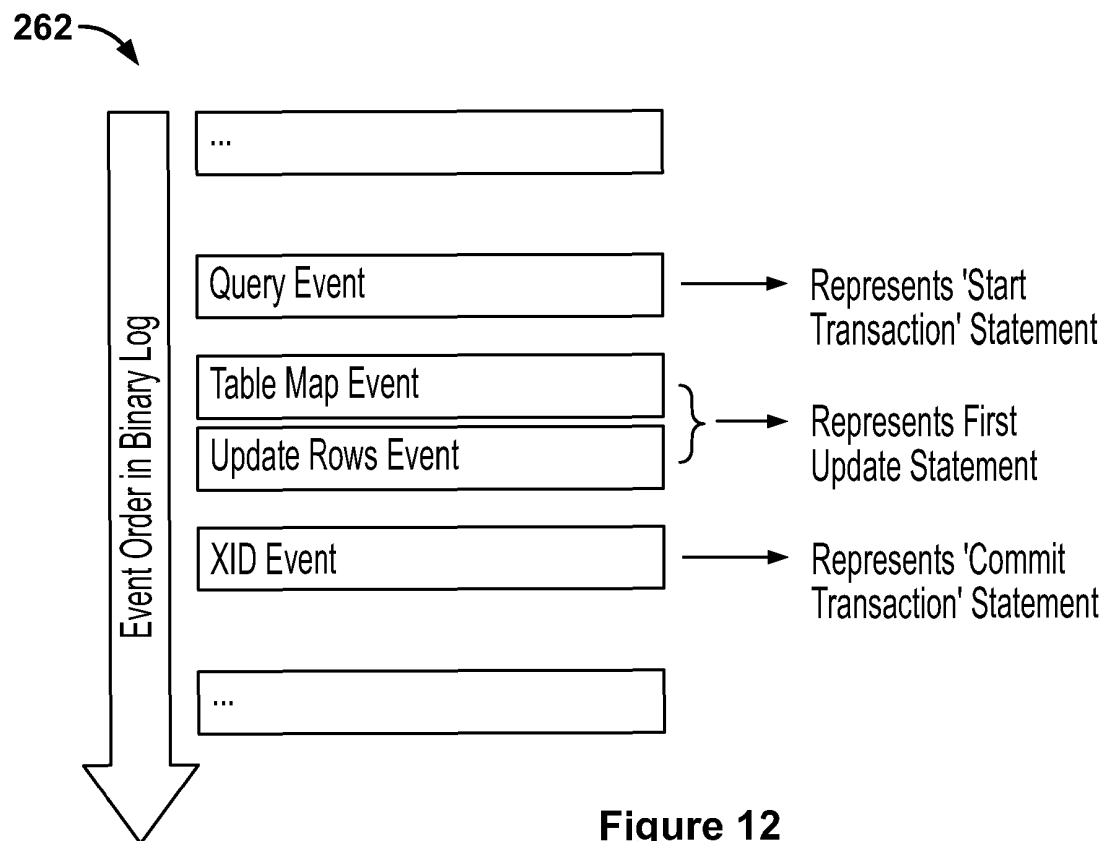 262
...
Query Event
Represents 'Start
Transaction' Statement
Table Map Event
Update Rows Event
Represents First
Update Statement
XID Event
Represents 'Commit
Transaction' Statement
...
Event Order in Binary Log
Figure 12